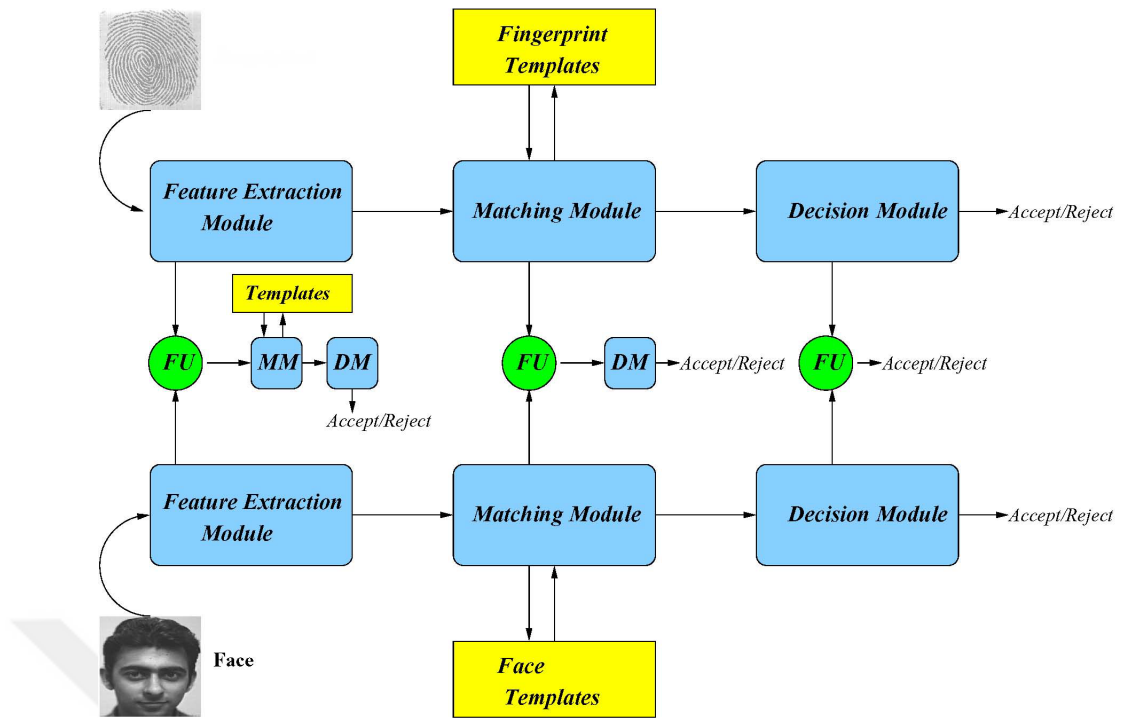 Fingerprint
Templates
Feature Extraction
Module
Matching Module
Decision Module
Accept/Reject
Templates
FU
MM
DM
Accept/Reject
FU
DM
Accept/Reject
FU
Accept/Reject
Feature Extraction
Module
Matching Module
Decision Module
Accept/Reject
Face
Face
Templates